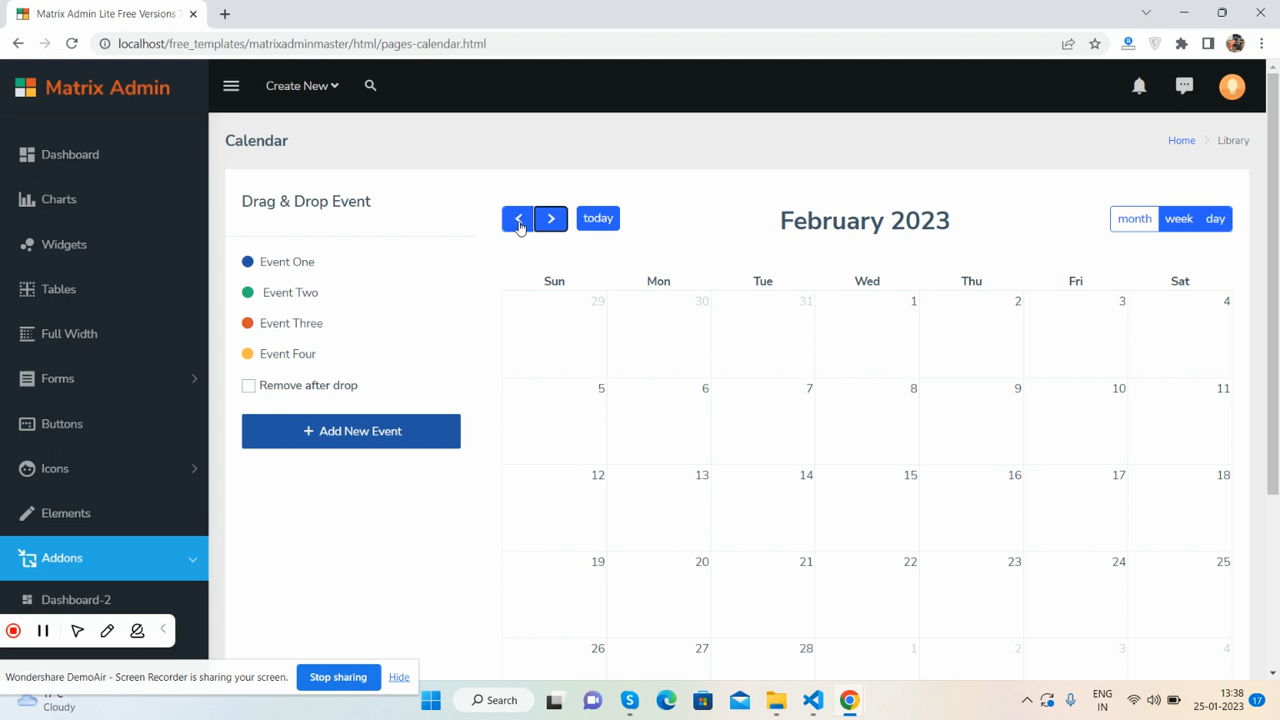 Matrix Admin Lite Free Versions
localhost/free_templates/matrixadminmaster/html/pages-calendar.html
Matrix Admin
Create New
Calendar
Home > Library
Dashboard
Charts
Widgets
Tables
Full Width
Forms
Buttons
Icons
Elements
Addons
Dashboard-2
Drag & Drop Event
Event One
Event Two
Event Three
Event Four
Remove after drop
+ Add New Event
< > today
February 2023
month week day
Sun Mon Tue Wed Thu Fri Sat
29 30 31 1 2 3 4
5 6 7 8 9 10 11
12 13 14 15 16 17 18
19 20 21 22 23 24 25
26 27 28 1 2 3 4
Wondershare DemoAir - Screen Recorder is sharing your screen. Stop sharing Hide
Cloudy
Search
ENG
IN
13:38
25-01-2023
17